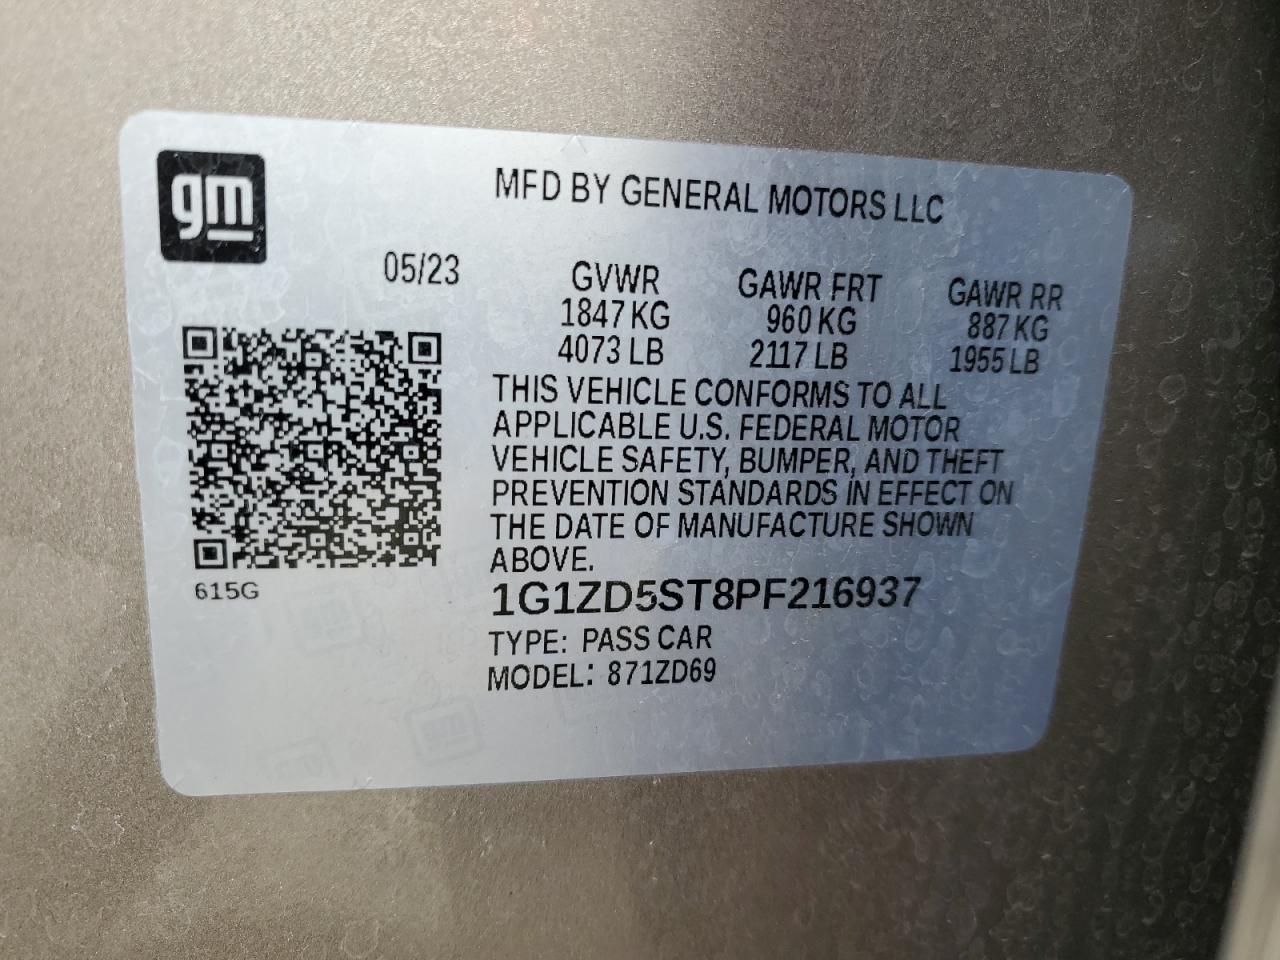 gm
MFD BY GENERAL MOTORS LLC
05/23
GVWR GAWR FRT GAWR RR
1847 KG 960 KG 887 KG
4073 LB 2117 LB 1955 LB
THIS VEHICLE CONFORMS TO ALL
APPLICABLE U.S. FEDERAL MOTOR
VEHICLE SAFETY, BUMPER, AND THEFT
PREVENTION STANDARDS IN EFFECT ON
THE DATE OF MANUFACTURE SHOWN
ABOVE.
615G
1G1ZD5ST8PF216937
TYPE: PASS CAR
MODEL: 871ZD69